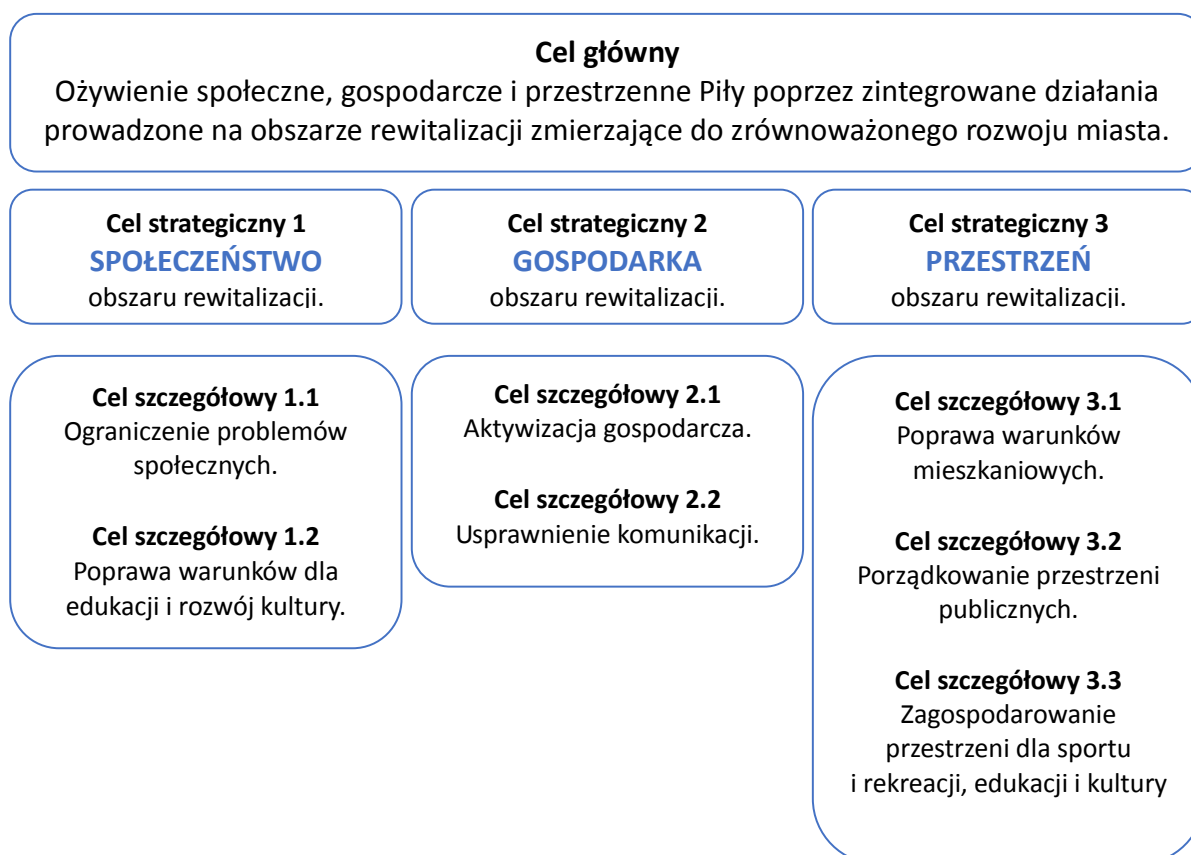 Cel główny
Ożywienie społeczne, gospodarcze i przestrzenne Piły poprzez zintegrowane działania
prowadzone na obszarze rewitalizacji zmierzające do zrównoważonego rozwoju miasta.
Cel strategiczny 1
SPOŁECZEŃSTWO
obszaru rewitalizacji.
Cel strategiczny 2
GOSPODARKA
obszaru rewitalizacji.
Cel strategiczny 3
PRZESTRZEŃ
obszaru rewitalizacji.
Cel szczegółowy 1.1
Ograniczenie problemów
społecznych.
Cel szczegółowy 1.2
Poprawa warunków dla
edukacji i rozwój kultury.
Cel szczegółowy 2.1
Aktywizacja gospodarcza.
Cel szczegółowy 2.2
Usprawnienie komunikacji.
Cel szczegółowy 3.1
Poprawa warunków
mieszkaniowych.
Cel szczegółowy 3.2
Porządkowanie przestrzeni
publicznych.
Cel szczegółowy 3.3
Zagospodarowanie
przestrzeni dla sportu
i rekreacji, edukacji i kultury